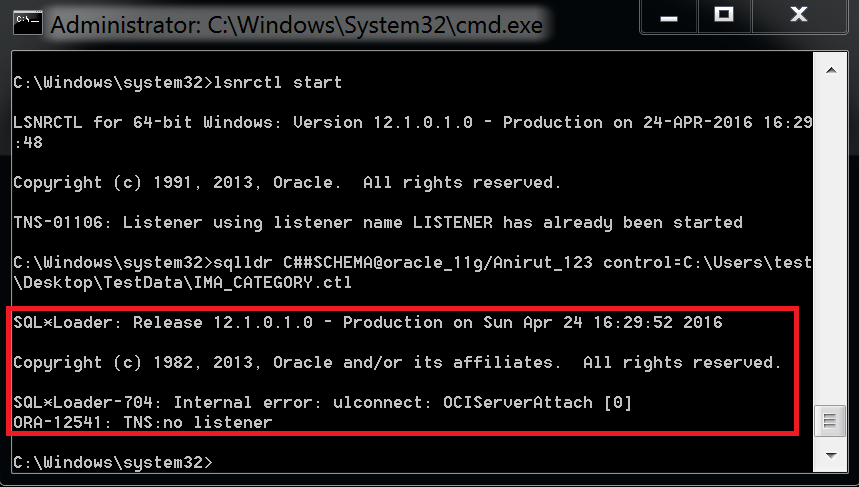 Administrator: C:\Windows\System32\cmd.exe
C:\Windows\system32>lsnrctl start
LSNRCTL for 64-bit Windows: Version 12.1.0.1.0 - Production on 24-APR-2016 16:29
:48
Copyright (c) 1991, 2013, Oracle.  All rights reserved.
TNS-01106: Listener using listener name LISTENER has already been started
C:\Windows\system32>sqlldr C##SCHEMA@oracle_11g/Anirut_123 control=C:\Users\test
\Desktop\TestData\IMA_CATEGORY.ctl
SQL*Loader: Release 12.1.0.1.0 - Production on Sun Apr 24 16:29:52 2016
Copyright (c) 1982, 2013, Oracle and/or its affiliates.  All rights reserved.
SQL*Loader-704: Internal error: ulconnect: OCIServerAttach [0]
ORA-12541: TNS:no listener
C:\Windows\system32>